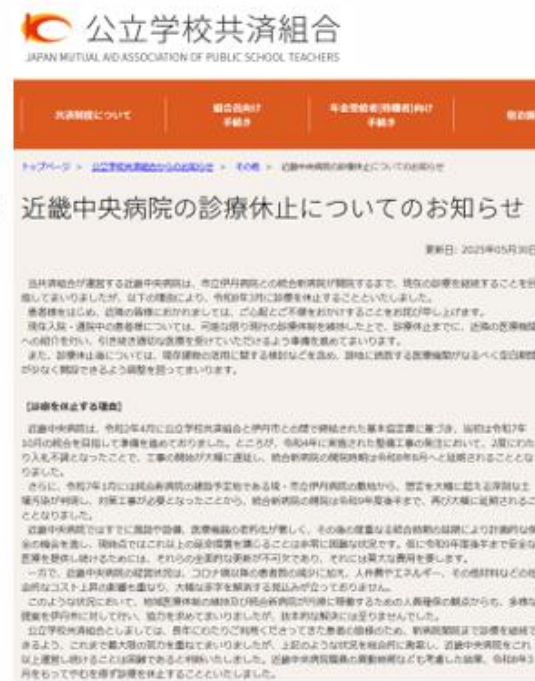 公立学校共済組合
JAPAN MUTUAL AID ASSOCIATION OF PUBLIC SCHOOL TEACHERS
共済制度について
組合員向け
手続き
年金受給者(待機者)向け
手続き
トップページ > 公立学校共済組合からのお知らせ > その他 > 近畿中央病院の診療休止についてのお知らせ
近畿中央病院の診療休止についてのお知らせ
更新日: 2025年05月30日
当共済組合が運営する近畿中央病院は、市立伊丹病院との統合新病院が開院するまで、現在の診療を継続することを目
指してまいりましたが、以下の理由により、令和8年3月に診療を休止することといたしました。
患者様をはじめ、近隣の皆様におかれましては、ご心配とご不便をおかけすることをお詫び申し上げます。
現在入院・通院中の患者様については、可能な限り現行の診療体制を維持した上で、診療休止までに、近隣の医療機関
への紹介を行い、引き続き適切な医療を受けていただけるよう準備を進めてまいります。
また、診療休止後については、現存建物の活用に関する検討などを含め、跡地に誘致する医療機関がなるべく空白期間
が少なく開設できるよう調整を図ってまいります。
【診療を休止する理由】
近畿中央病院は、令和2年4月に公立学校共済組合と伊丹市との間で締結された基本協定書に基づき、当初は令和7年
10月の統合を目指して準備を進めておりました。ところが、令和4年に実施された整備工事の発注において、2度にわた
り入札不調となったことで、工事の開始が大幅に遅延し、統合新病院の開院時期は令和8年度へと延期されることとな
りました。
さらに、令和7年1月には統合新病院の建設予定地である現・市立伊丹病院の敷地から、想定を大幅に超える深刻な土
壌汚染が判明し、対策工事が必要となったことから、統合新病院の開院は令和9年度後半まで、再び大幅に延期されるこ
ととなりました。
近畿中央病院ではすでに施設や設備、医療機器の老朽化が著しく、その後の度重なる統合時期の延期により計画的な保
全の機会を逸し、現時点ではこれ以上の延命措置を講じることは非常に困難な状況です。仮に令和9年度後半まで安全な
医療を提供し続けるためには、それらの全面的な更新が不可欠であり、それには莫大な費用を要します。
一方で、近畿中央病院の経営状況は、コロナ禍以降の患者数の減少に加え、人件費やエネルギー、その他材料などの社
会的なコスト上昇の影響も重なり、大幅な赤字を解消する見込みが立っておりません。
このような状況において、地域医療体制の維持及び統合新病院が円滑に稼働するための人員確保の観点からも、多様な
提案を伊丹市に対して行い、協力を求めてまいりましたが、抜本的な解決には至りませんでした。
公立学校共済組合としましては、長年にわたりご利用くださってきた患者の皆様のため、新病院開院まで診療を継続で
きるよう、これまで最大限の努力を重ねてまいりましたが、上記のような状況を総合的に勘案し、近畿中央病院をこれ
以上運営し続けることは困難であると判断いたしました。近畿中央病院職員の異動時期なども考慮した結果、令和8年3
月をもってやむを得ず診療を休止することといたしました。